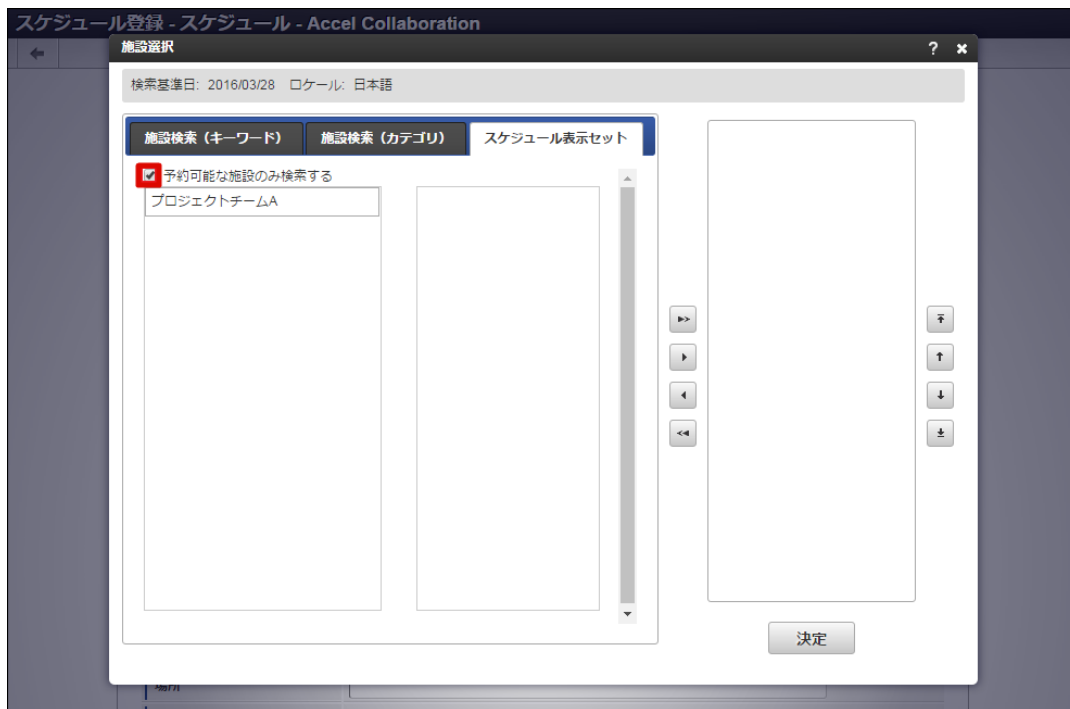 スケジュール登録 - スケジュール - Accel Collaboration
施設選択
?
検索基準日: 2016/03/28 ロケール: 日本語
施設検索（キーワード） 施設検索（カテゴリ） スケジュール表示セット
予約可能な施設のみ検索する
プロジェクトチームA
決定
場所